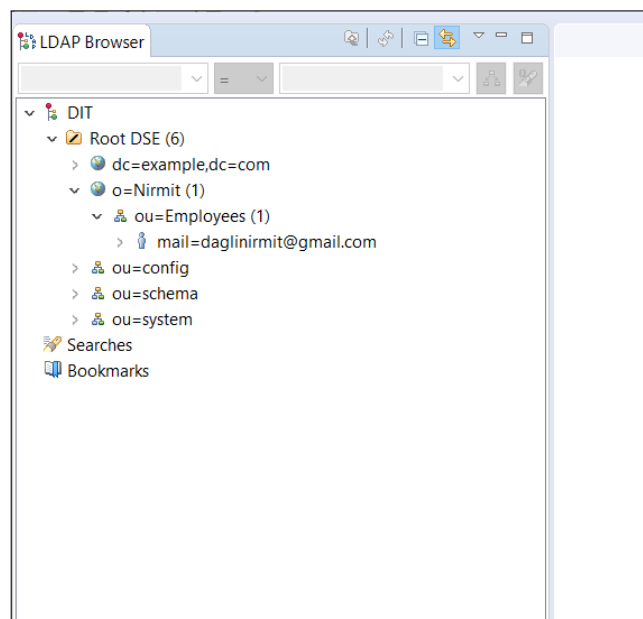 LDAP Browser
=
DIT
Root DSE (6)
dc=example,dc=com
o=Nirmit (1)
ou=Employees (1)
mail=daglinirmit@gmail.com
ou=config
ou=schema
ou=system
Searches
Bookmarks